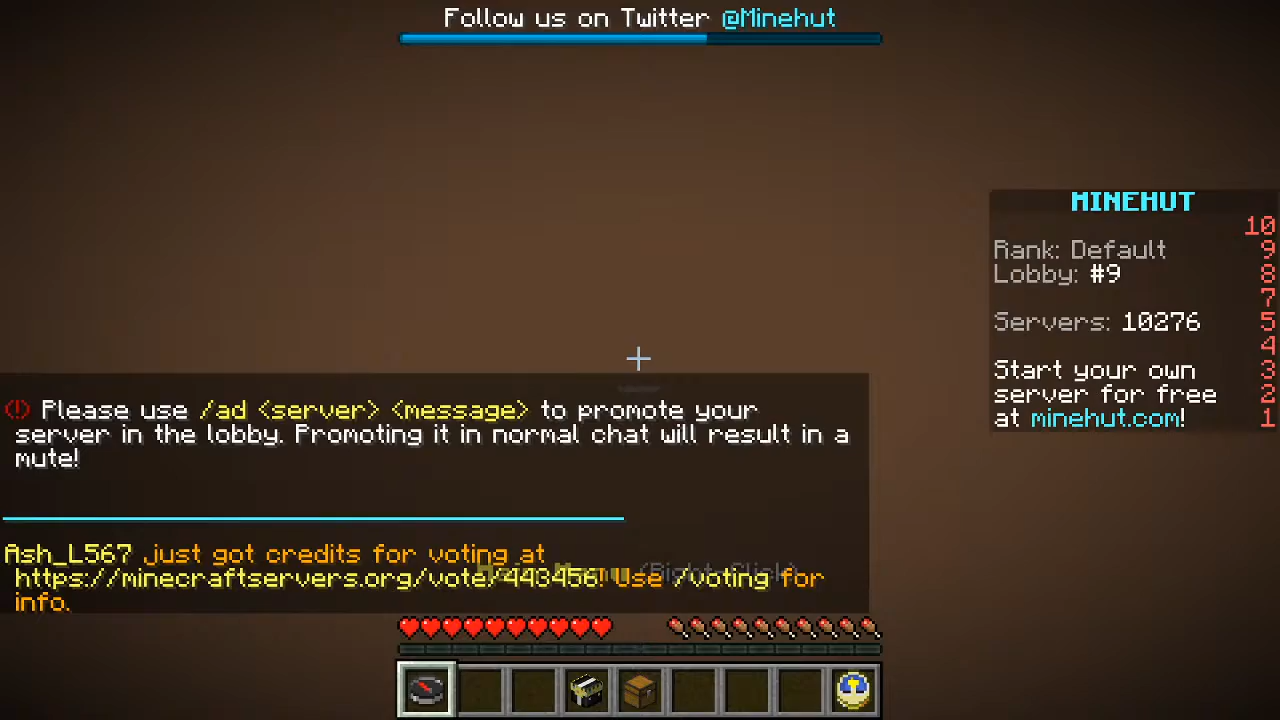 Follow us on Twitter @Minehut
MINEHUT
10
Rank: Default 9
Lobby: #9 8
7
Servers: 10276 5
4
Start your own 3
server for free 2
at minehut.com! 1
(!) Please use /ad <server> <message> to promote your
server in the lobby. Promoting it in normal chat will result in a
mute!
Ash_L567 just got credits for voting at
https://minecraftservers.org/vote/443456! Use /voting for
info.
(Right-Click)